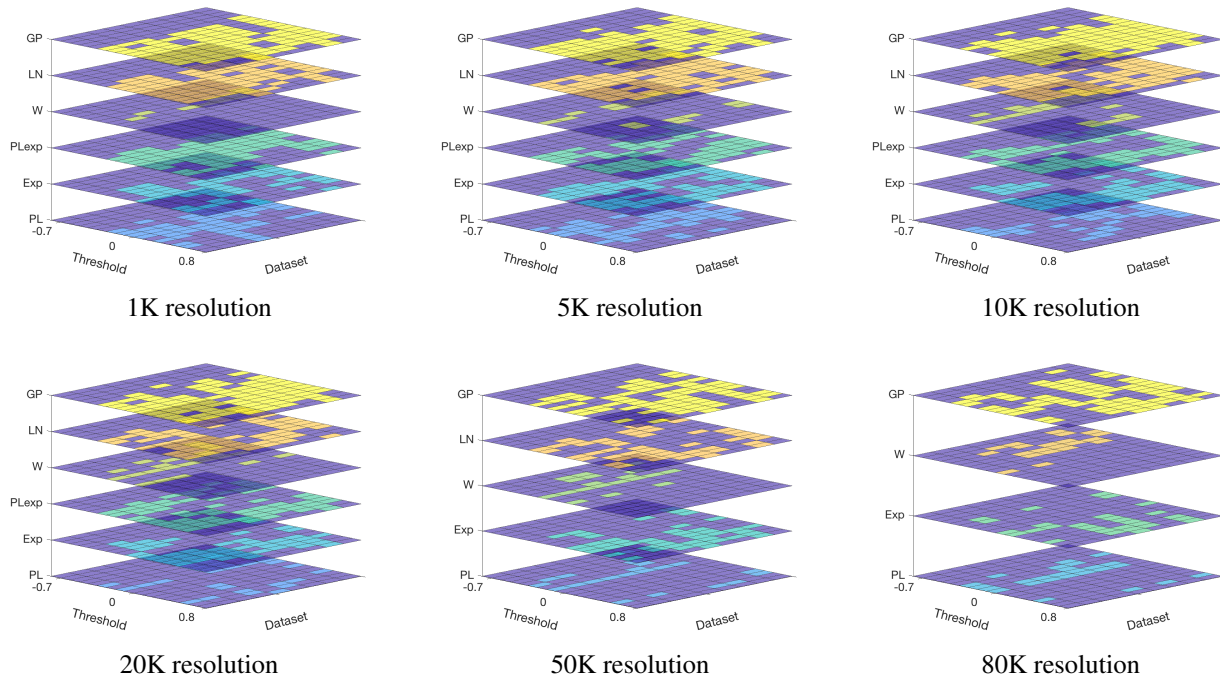 GP
LN
W
PLexp
Exp
PL
-0.7
0
0.8
Threshold
Dataset
1K resolution
GP
LN
W
PLexp
Exp
PL
-0.7
0
0.8
Threshold
Dataset
5K resolution
GP
LN
W
PLexp
Exp
PL
-0.7
0
0.8
Threshold
Dataset
10K resolution
GP
LN
W
PLexp
Exp
PL
-0.7
0
0.8
Threshold
Dataset
20K resolution
GP
LN
W
Exp
PL
-0.7
0
0.8
Threshold
Dataset
50K resolution
GP
W
Exp
PL
-0.7
0
0.8
Threshold
Dataset
80K resolution